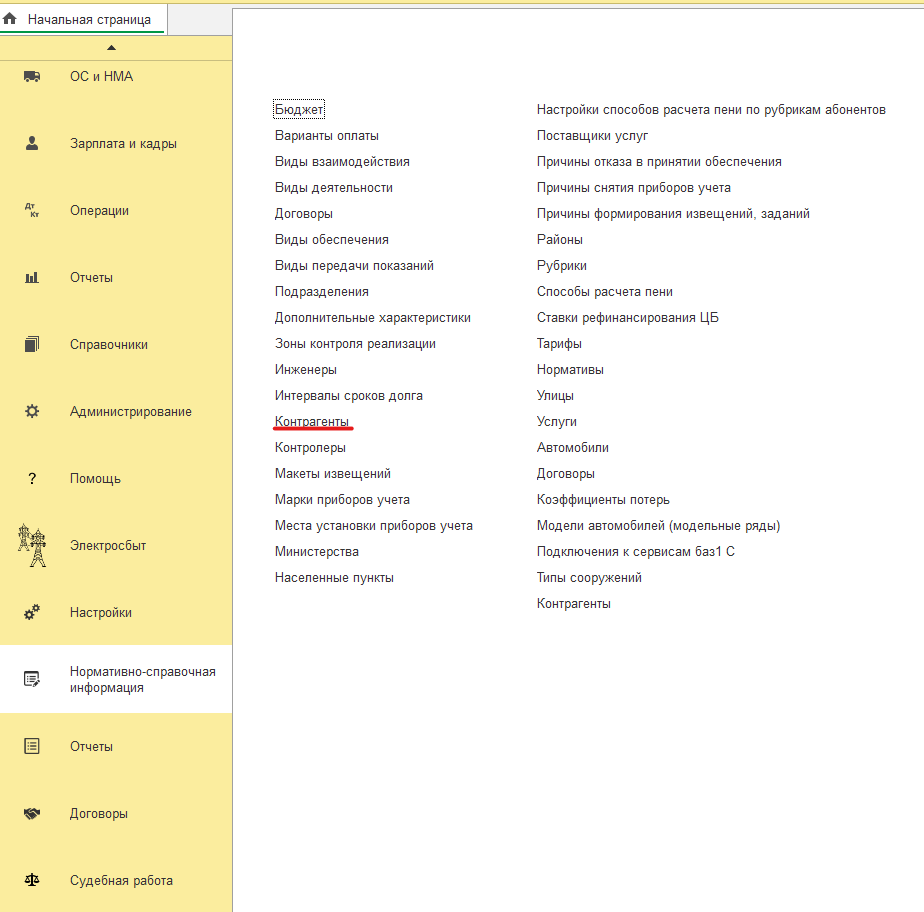 Начальная страница
ОС и НМА
Зарплата и кадры
Дт
Кт
Операции
Отчеты
Справочники
Администрирование
?
Помощь
Электросбыт
Настройки
Нормативно-справочная
информация
Отчеты
Договоры
Судебная работа
Бюджет
Варианты оплаты
Виды взаимодействия
Виды деятельности
Договоры
Виды обеспечения
Виды передачи показаний
Подразделения
Дополнительные характеристики
Зоны контроля реализации
Инженеры
Интервалы сроков долга
Контрагенты
Контролеры
Макеты извещений
Марки приборов учета
Места установки приборов учета
Министерства
Населенные пункты
Настройки способов расчета пени по рубрикам абонентов
Поставщики услуг
Причины отказа в принятии обеспечения
Причины снятия приборов учета
Причины формирования извещений, заданий
Районы
Рубрики
Способы расчета пени
Ставки рефинансирования ЦБ
Тарифы
Нормативы
Улицы
Услуги
Автомобили
Договоры
Коэффициенты потерь
Модели автомобилей (модельные ряды)
Подключения к сервисам баз1 С
Типы сооружений
Контрагенты